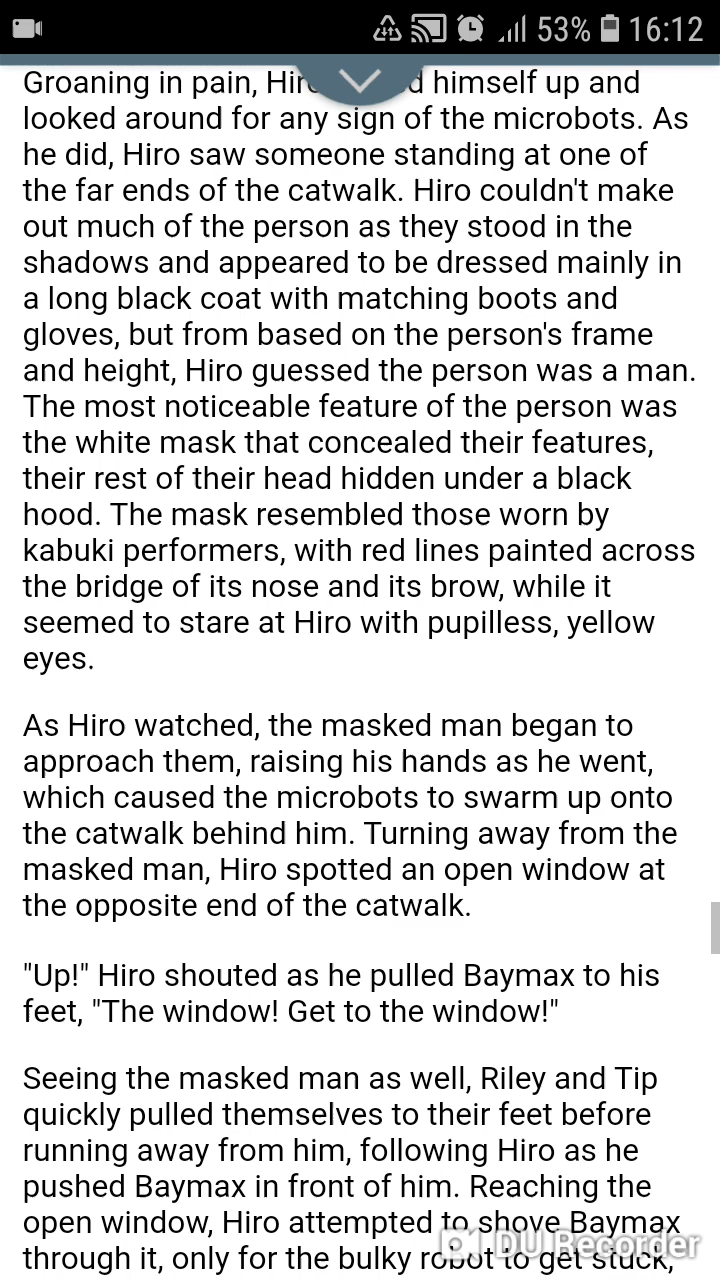 53% 16:12
Groaning in pain, himself up and
looked around for any sign of the microbots. As
he did, Hiro saw someone standing at one of
the far ends of the catwalk. Hiro couldn't make
out much of the person as they stood in the
shadows and appeared to be dressed mainly in
a long black coat with matching boots and
gloves, but from based on the person's frame
and height, Hiro guessed the person was a man.
The most noticeable feature of the person was
the white mask that concealed their features,
their rest of their head hidden under a black
hood. The mask resembled those worn by
kabuki performers, with red lines painted across
the bridge of its nose and its brow, while it
seemed to stare at Hiro with pupilless, yellow
eyes.
As Hiro watched, the masked man began to
approach them, raising his hands as he went,
which caused the microbots to swarm up onto
the catwalk behind him. Turning away from the
masked man, Hiro spotted an open window at
the opposite end of the catwalk.
"Up!" Hiro shouted as he pulled Baymax to his
feet, "The window! Get to the window!"
Seeing the masked man as well, Riley and Tip
quickly pulled themselves to their feet before
running away from him, following Hiro as he
pushed Baymax in front of him. Reaching the
open window, Hiro attempted to shove Baymax
through it, only for the bulky robot to get stuck,
DU Recorder